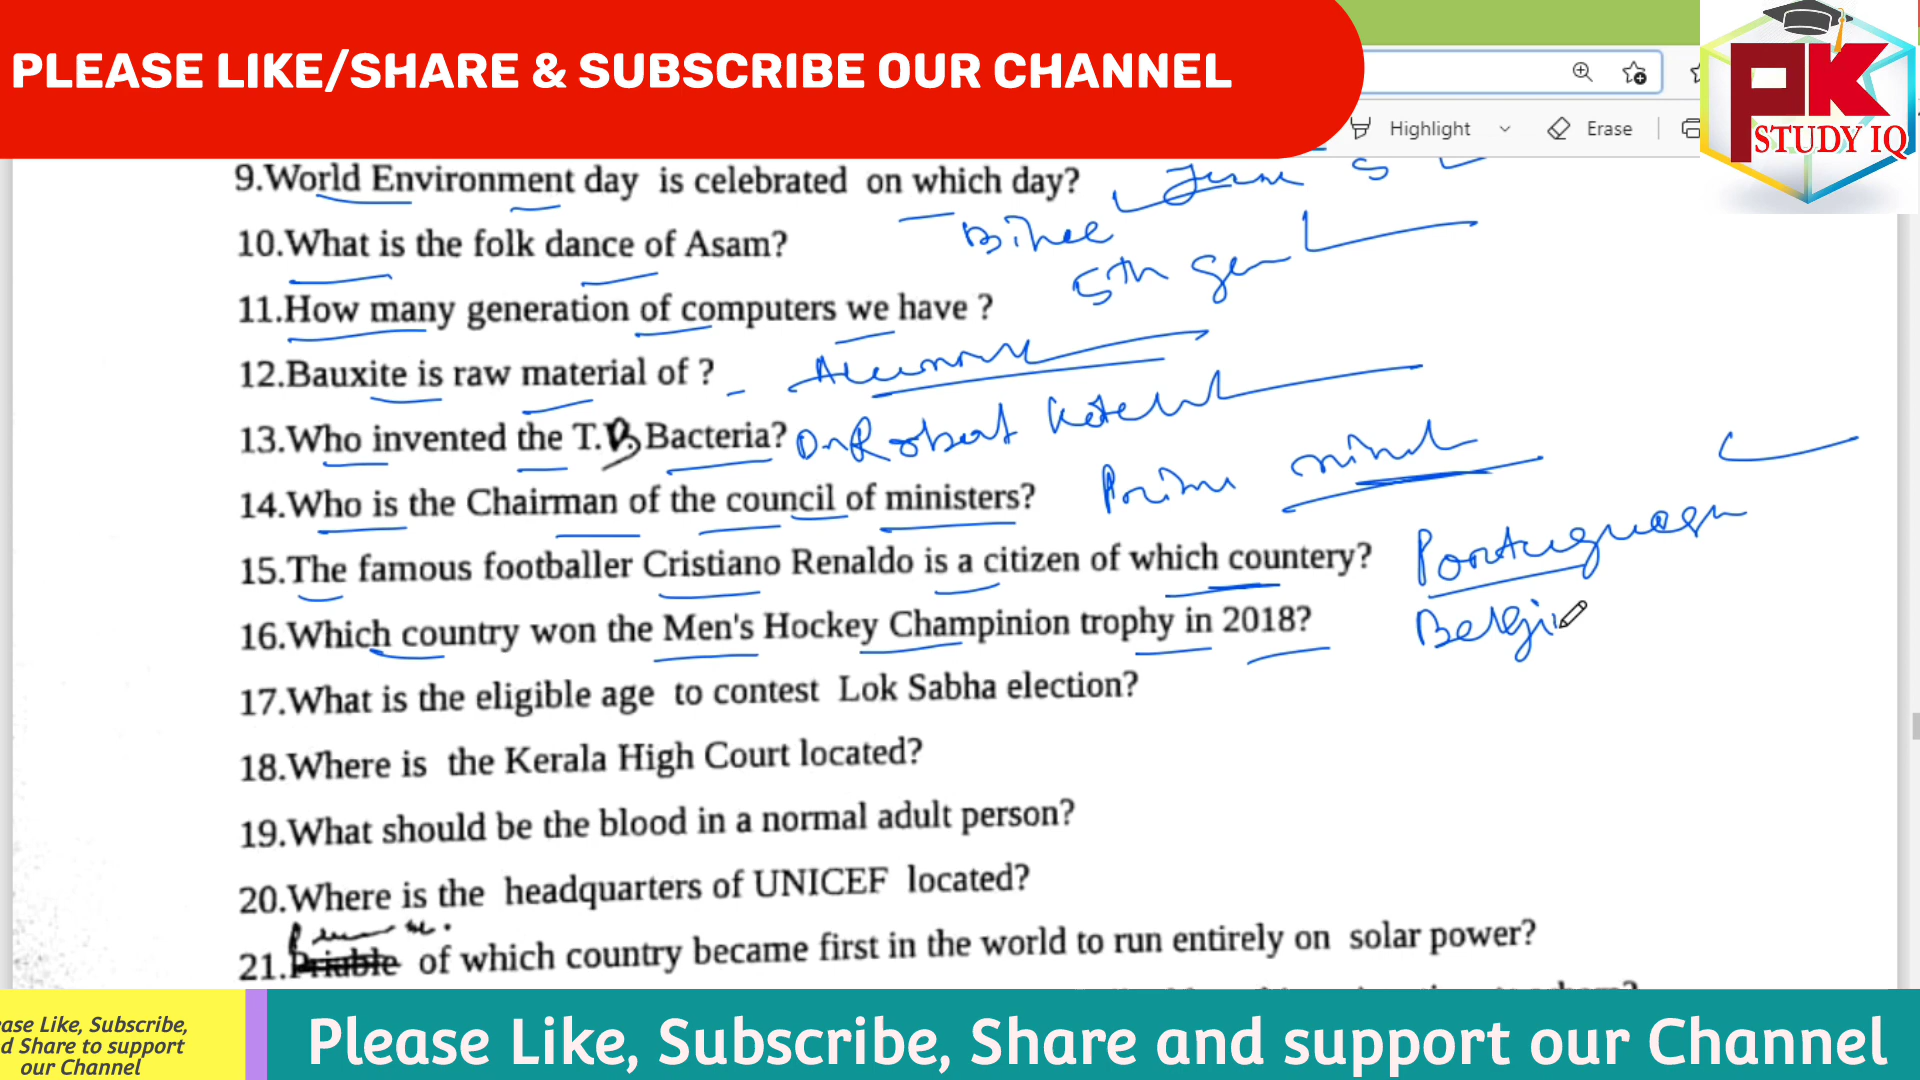 PLEASE LIKE/SHARE & SUBSCRIBE OUR CHANNEL
Highlight
Erase
PK
STUDY IQ
9.World Environment day is celebrated on which day? June 5
10.What is the folk dance of Asam? Bihu
11.How many generation of computers we have ? 5th gen
12.Bauxite is raw material of ?
13.Who invented the T.B Bacteria? Dr Robert
14.Who is the Chairman of the council of ministers? Prime
15.The famous footballer Cristiano Renaldo is a citizen of which countery?
16.Which country won the Men's Hockey Champinion trophy in 2018? Belgi
17.What is the eligible age to contest Lok Sabha election?
18.Where is the Kerala High Court located?
19.What should be the blood in a normal adult person?
20.Where is the headquarters of UNICEF located?
21. of which country became first in the world to run entirely on solar power?
ease Like, Subscribe,
d Share to support
our Channel
Please Like, Subscribe, Share and support our Channel